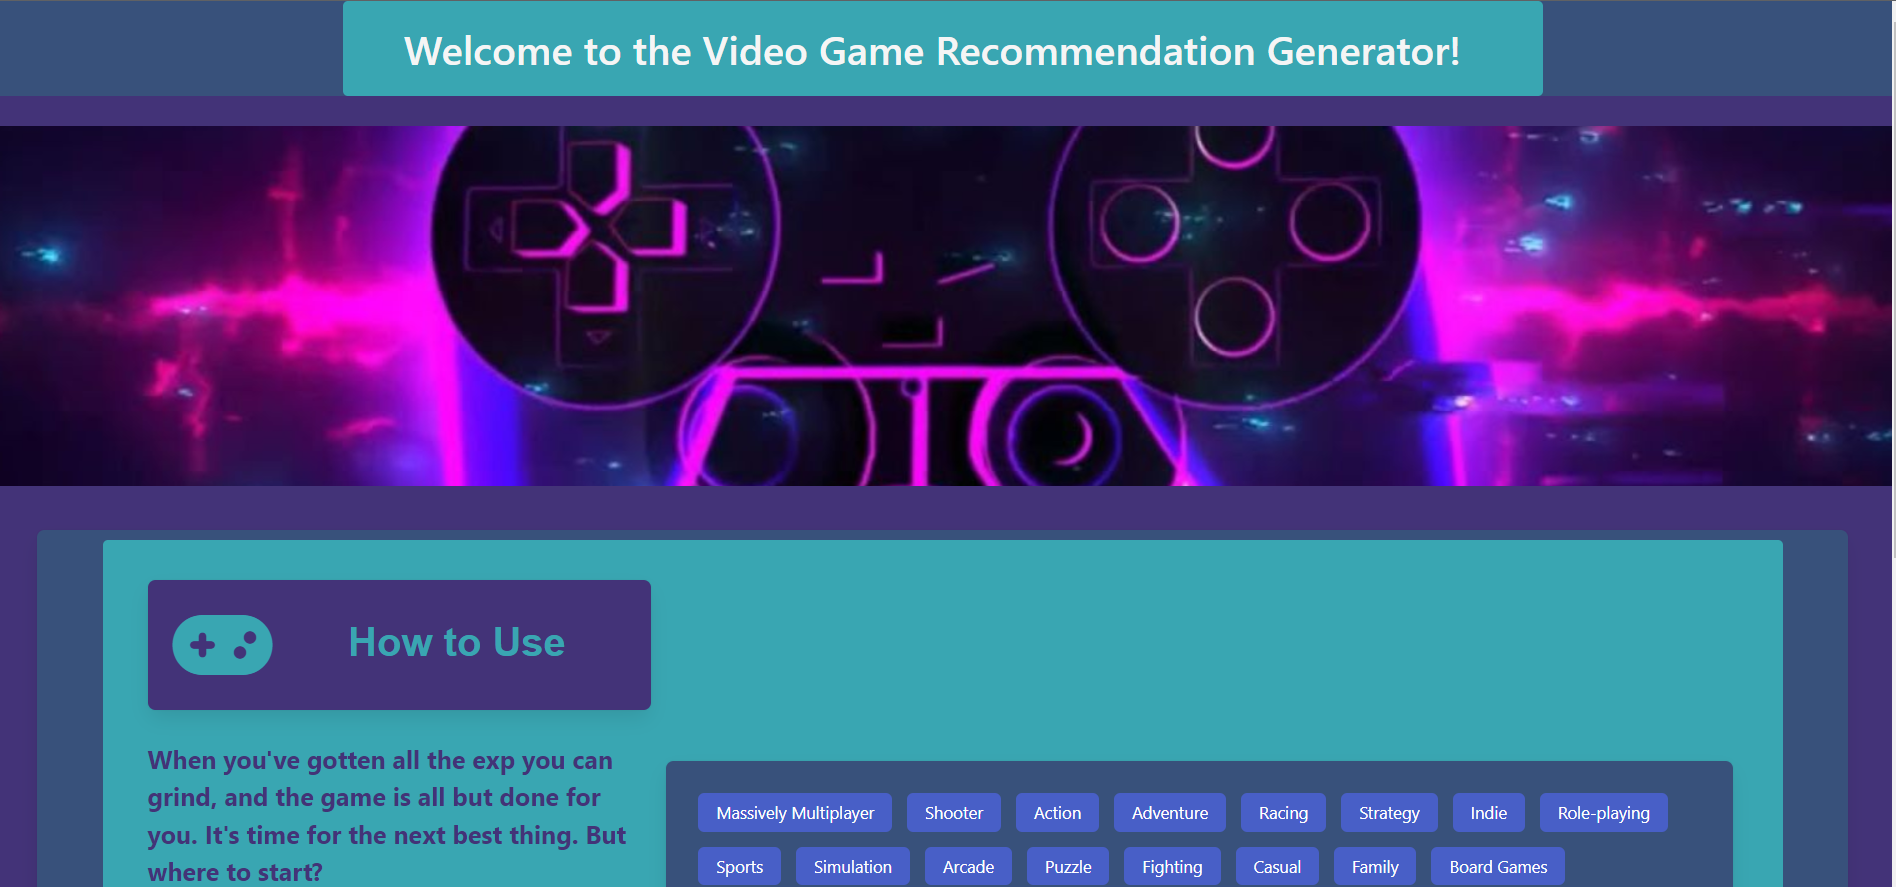 Welcome to the Video Game Recommendation Generator!
How to Use
When you've gotten all the exp you can
grind, and the game is all but done for
you. It's time for the next best thing. But
where to start?
Massively Multiplayer Shooter Action Adventure Racing Strategy Indie Role-playing
Sports Simulation Arcade Puzzle Fighting Casual Family Board Games